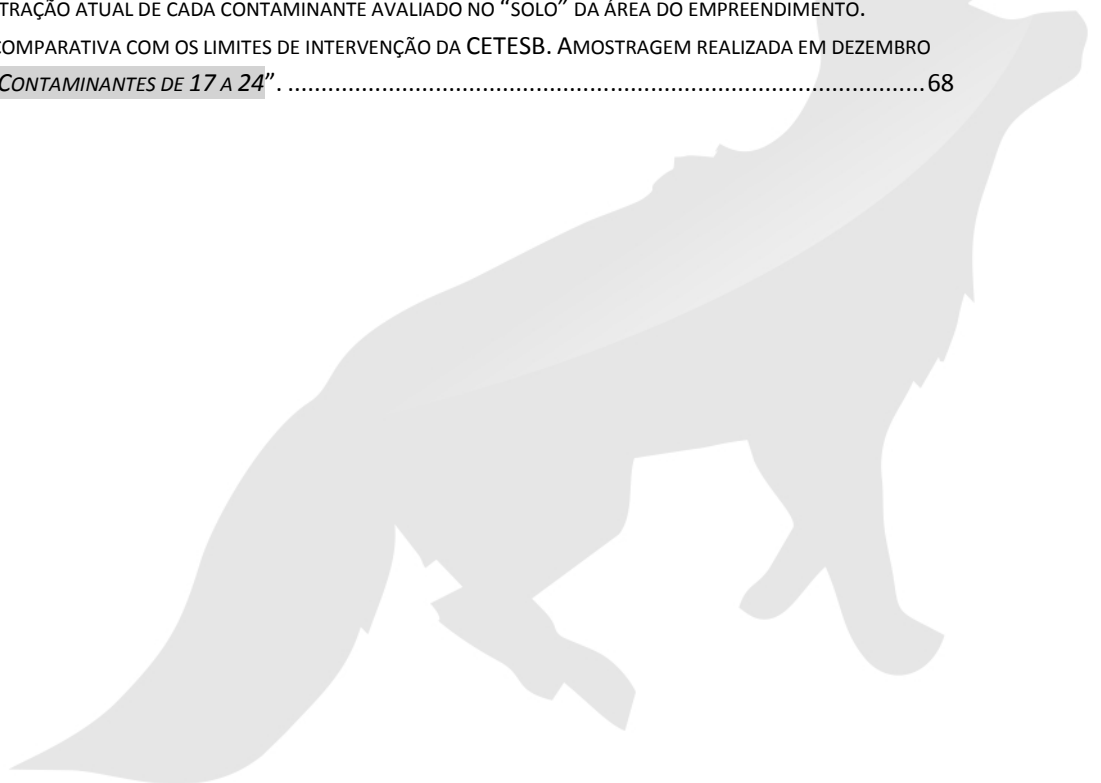 TRAÇÃO ATUAL DE CADA CONTAMINANTE AVALIADO NO “SOLO” DA ÁREA DO EMPREENDIMENTO.
COMPARATIVA COM OS LIMITES DE INTERVENÇÃO DA CETESB. AMOSTRAGEM REALIZADA EM DEZEMBRO
CONTAMINANTES DE 17 A 24”. ........................................................................................................ 68